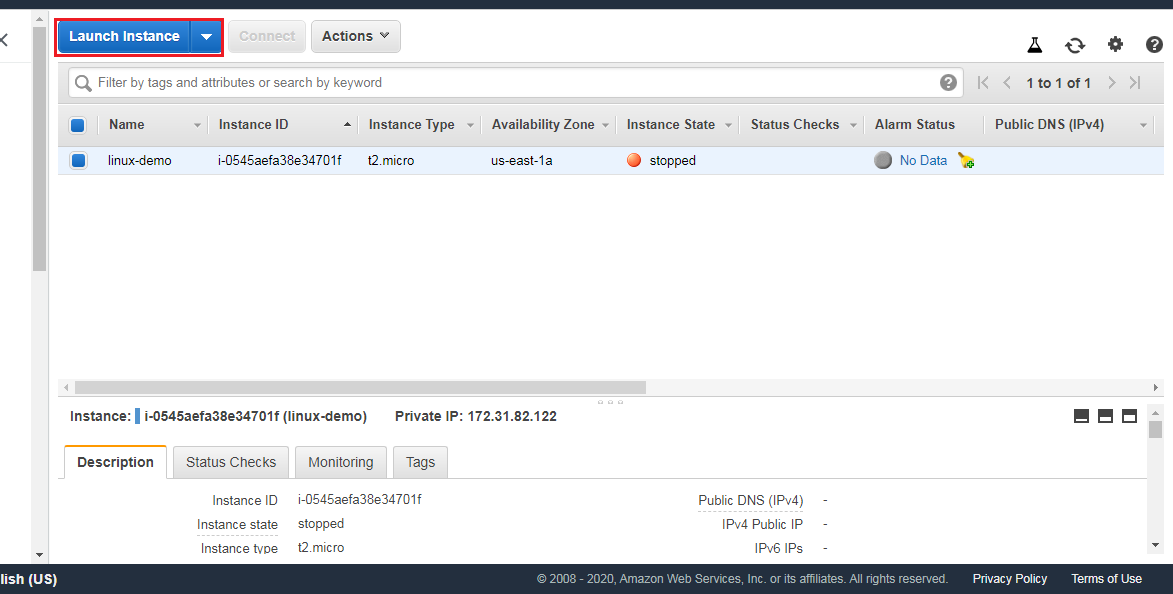 Launch Instance Connect Actions
Filter by tags and attributes or search by keyword ? 1 to 1 of 1
Name Instance ID Instance Type Availability Zone Instance State Status Checks Alarm Status Public DNS (IPv4)
linux-demo i-0545aefa38e34701f t2.micro us-east-1a stopped No Data
Instance: i-0545aefa38e34701f (linux-demo) Private IP: 172.31.82.122
Description Status Checks Monitoring Tags
Instance ID i-0545aefa38e34701f Public DNS (IPv4) -
Instance state stopped IPv4 Public IP -
Instance type t2.micro IPv6 IPs -
lish (US) © 2008 - 2020, Amazon Web Services, Inc. or its affiliates. All rights reserved. Privacy Policy Terms of Use